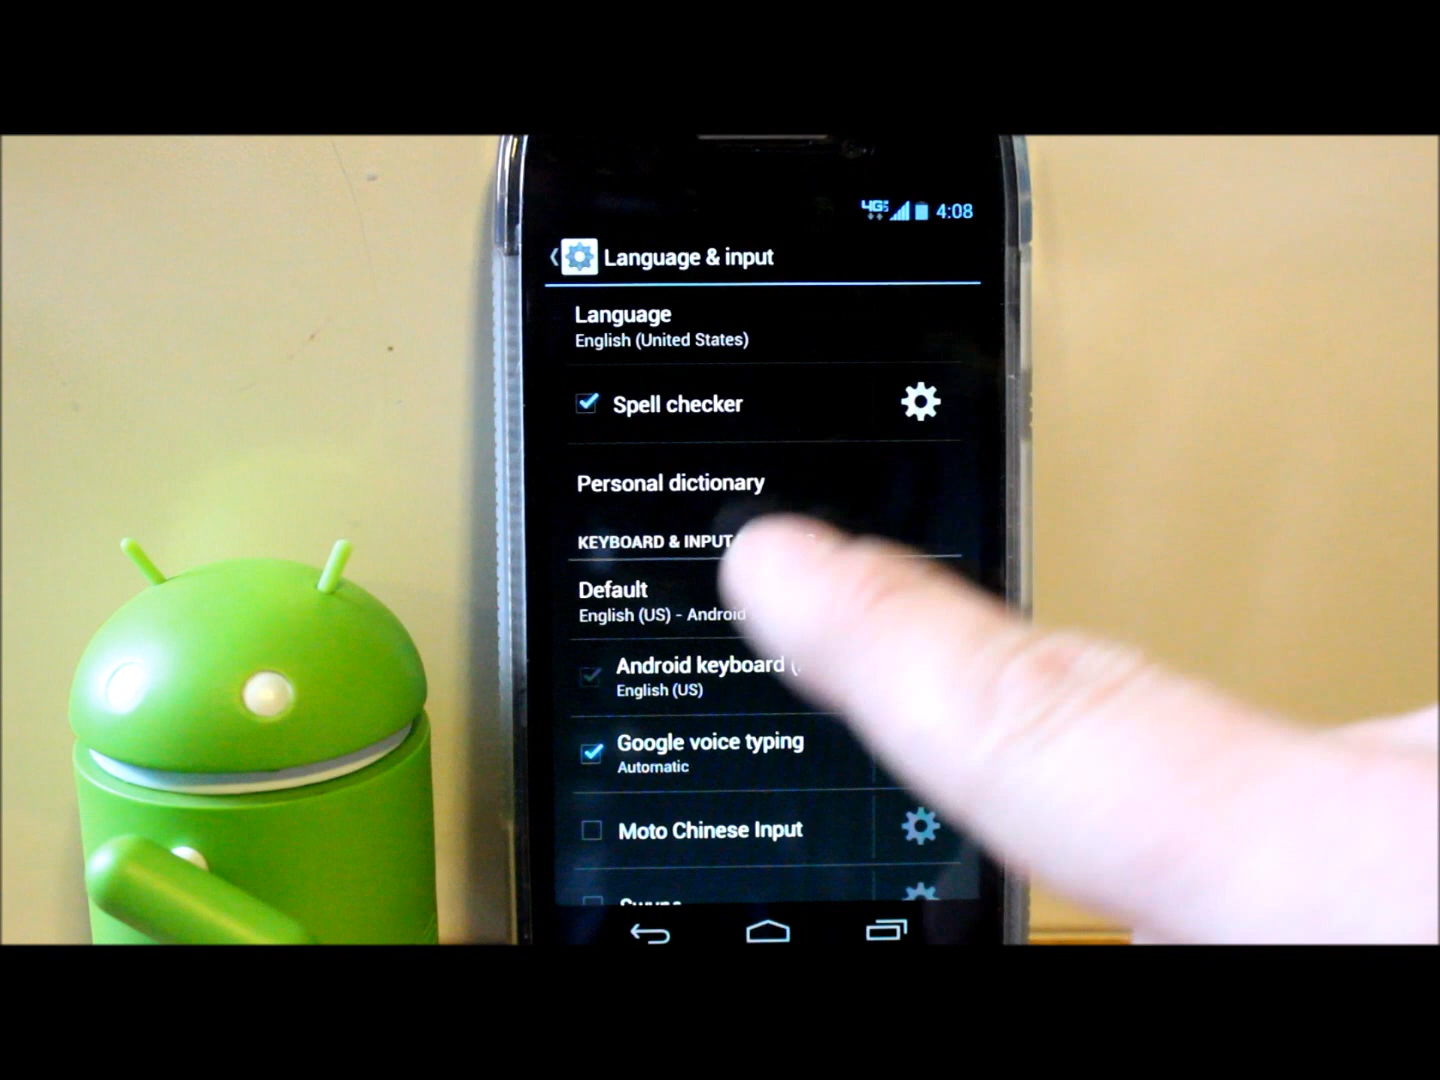 4G 4:08
Language & input
Language
English (United States)
Spell checker
Personal dictionary
KEYBOARD & INPUT
Default
English (US) - Android
Android keyboard (
English (US)
Google voice typing
Automatic
Moto Chinese Input